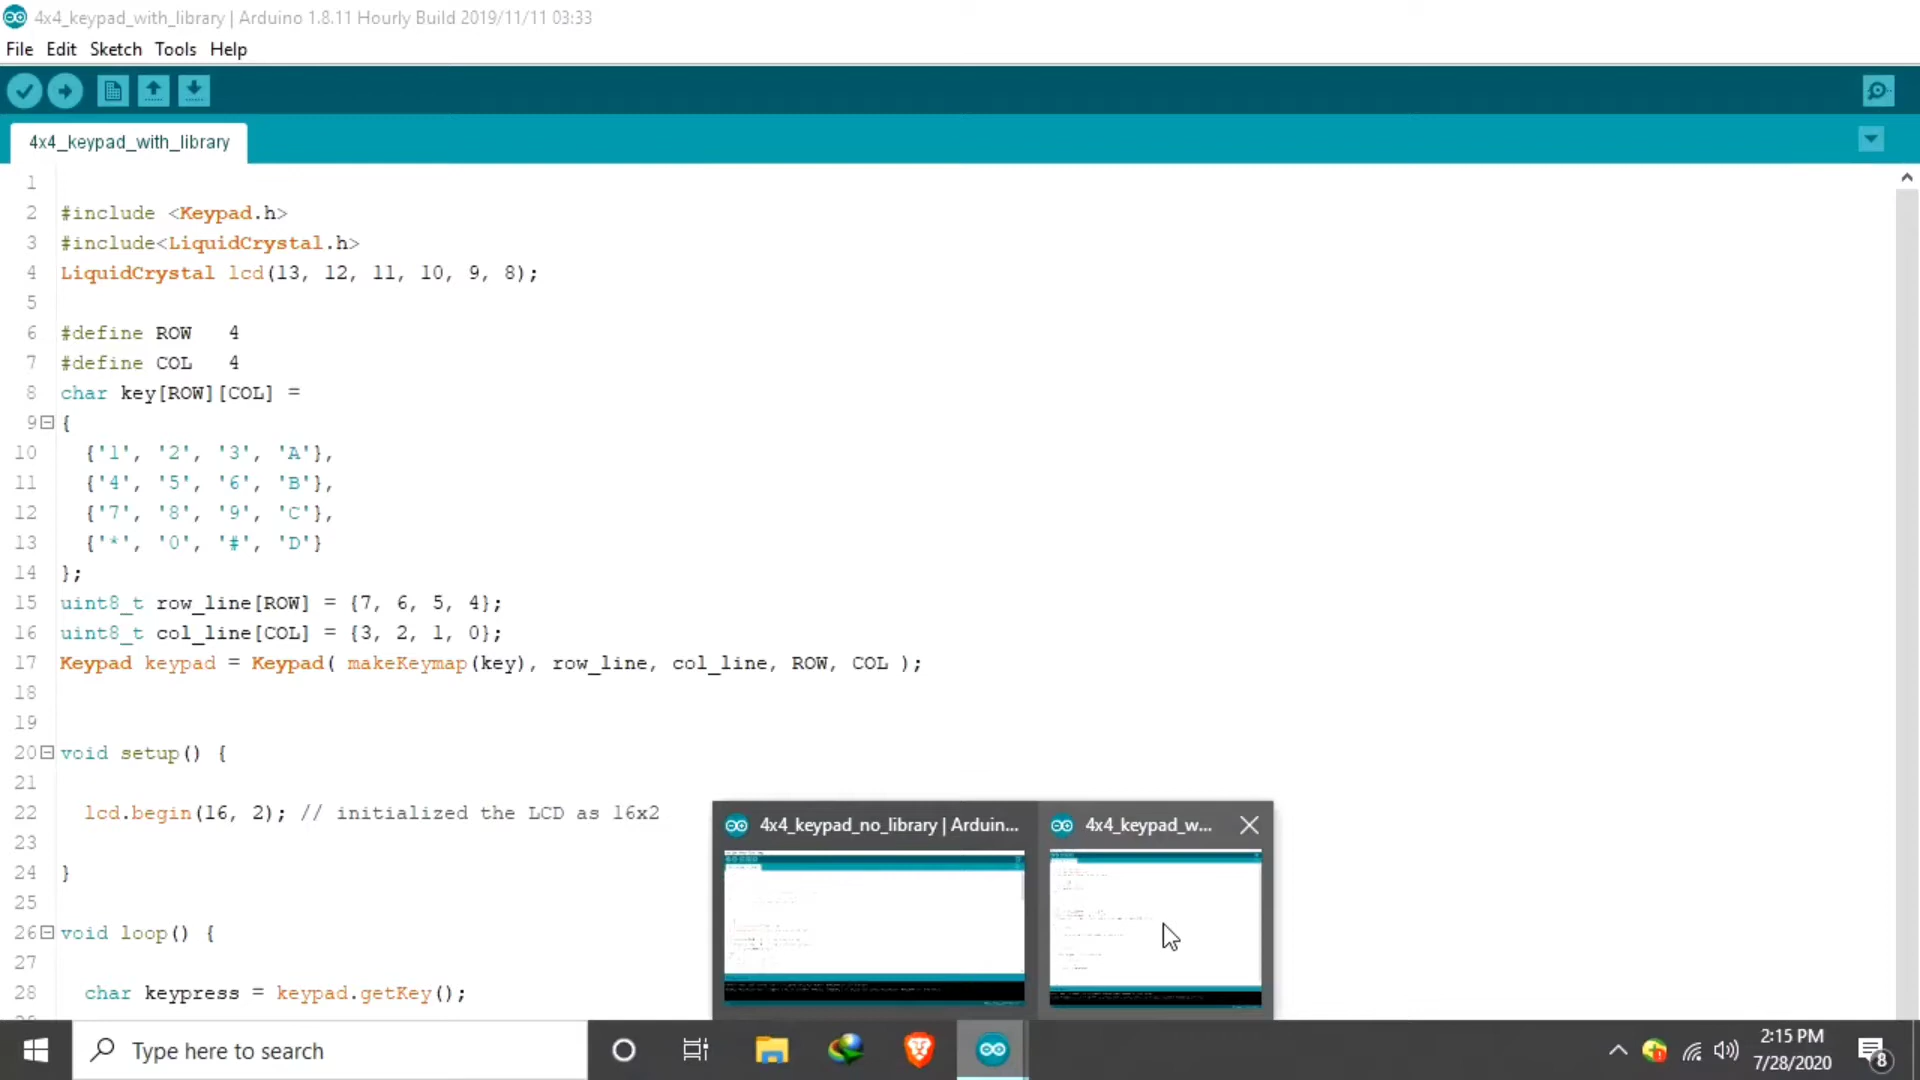 4x4_keypad_with_library | Arduino 1.8.11 Hourly Build 2019/11/11 03:33
File Edit Sketch Tools Help
4x4_keypad_with_library
1
2 #include <Keypad.h>
3 #include<LiquidCrystal.h>
4 LiquidCrystal lcd(13, 12, 11, 10, 9, 8);
5
6 #define ROW 4
7 #define COL 4
8 char key[ROW][COL] =
9 {
10 {'1', '2', '3', 'A'},
11 {'4', '5', '6', 'B'},
12 {'7', '8', '9', 'C'},
13 {'*', '0', '#', 'D'}
14 };
15 uint8_t row_line[ROW] = {7, 6, 5, 4};
16 uint8_t col_line[COL] = {3, 2, 1, 0};
17 Keypad keypad = Keypad( makeKeymap(key), row_line, col_line, ROW, COL );
18
19
20 void setup() {
21
22 lcd.begin(16, 2); // initialized the LCD as 16x2
23
24 }
25
26 void loop() {
27
28 char keypress = keypad.getKey();
4x4_keypad_no_library | Arduin...
4x4_keypad_w...
Type here to search
2:15 PM
7/28/2020
8